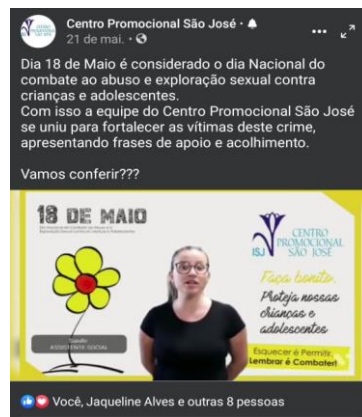 Centro Promocional São José
21 de mai.
Dia 18 de Maio é considerado o dia Nacional do
combate ao abuso e exploração sexual contra
crianças e adolescentes.
Com isso a equipe do Centro Promocional São José
se uniu para fortalecer as vítimas deste crime,
apresentando frases de apoio e acolhimento.
Vamos conferir???
18 DE MAIO
ISJ
CENTRO
PROMOCIONAL
SÃO JOSÉ
Faça bonito.
Proteja nossas
crianças e
adolescentes
ASSISTENTE SOCIAL
Esquecer é Permitir,
Lembrar é Combater!
Você, Jaqueline Alves e outras 8 pessoas